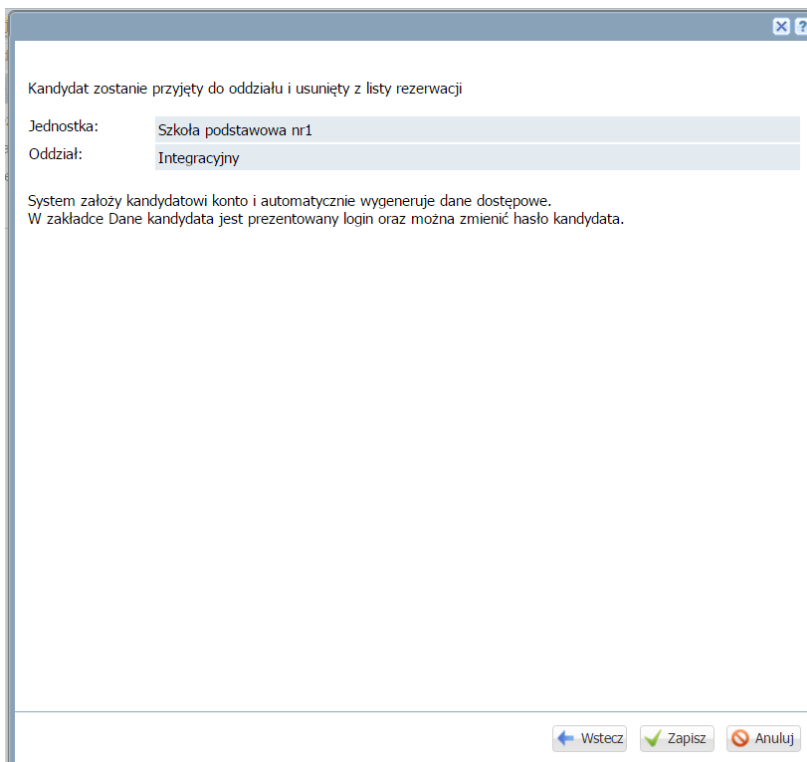 Kandydat zostanie przyjęty do oddziału i usunięty z listy rezerwacji
Jednostka: Szkoła podstawowa nr1
Oddział: Integracyjny
System założy kandydatowi konto i automatycznie wygeneruje dane dostępowe.
W zakładce Dane kandydata jest prezentowany login oraz można zmienić hasło kandydata.
Wstecz Zapisz Anuluj